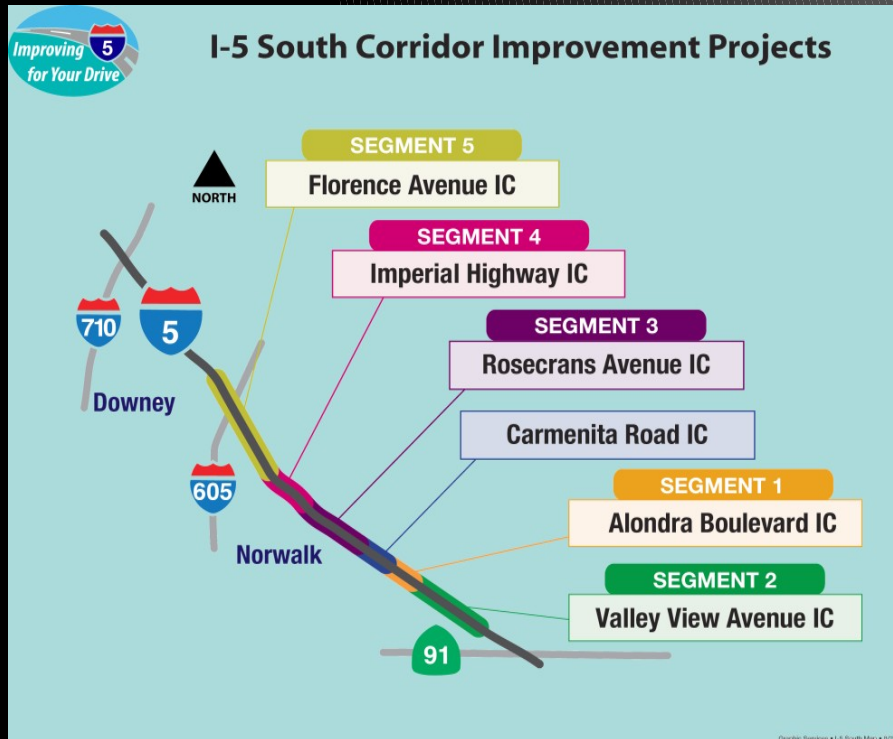 Improving 5
for Your Drive
I-5 South Corridor Improvement Projects
SEGMENT 5
Florence Avenue IC
NORTH
SEGMENT 4
Imperial Highway IC
710
5
SEGMENT 3
Rosecrans Avenue IC
Downey
Carmenita Road IC
605
SEGMENT 1
Alondra Boulevard IC
Norwalk
SEGMENT 2
Valley View Avenue IC
91